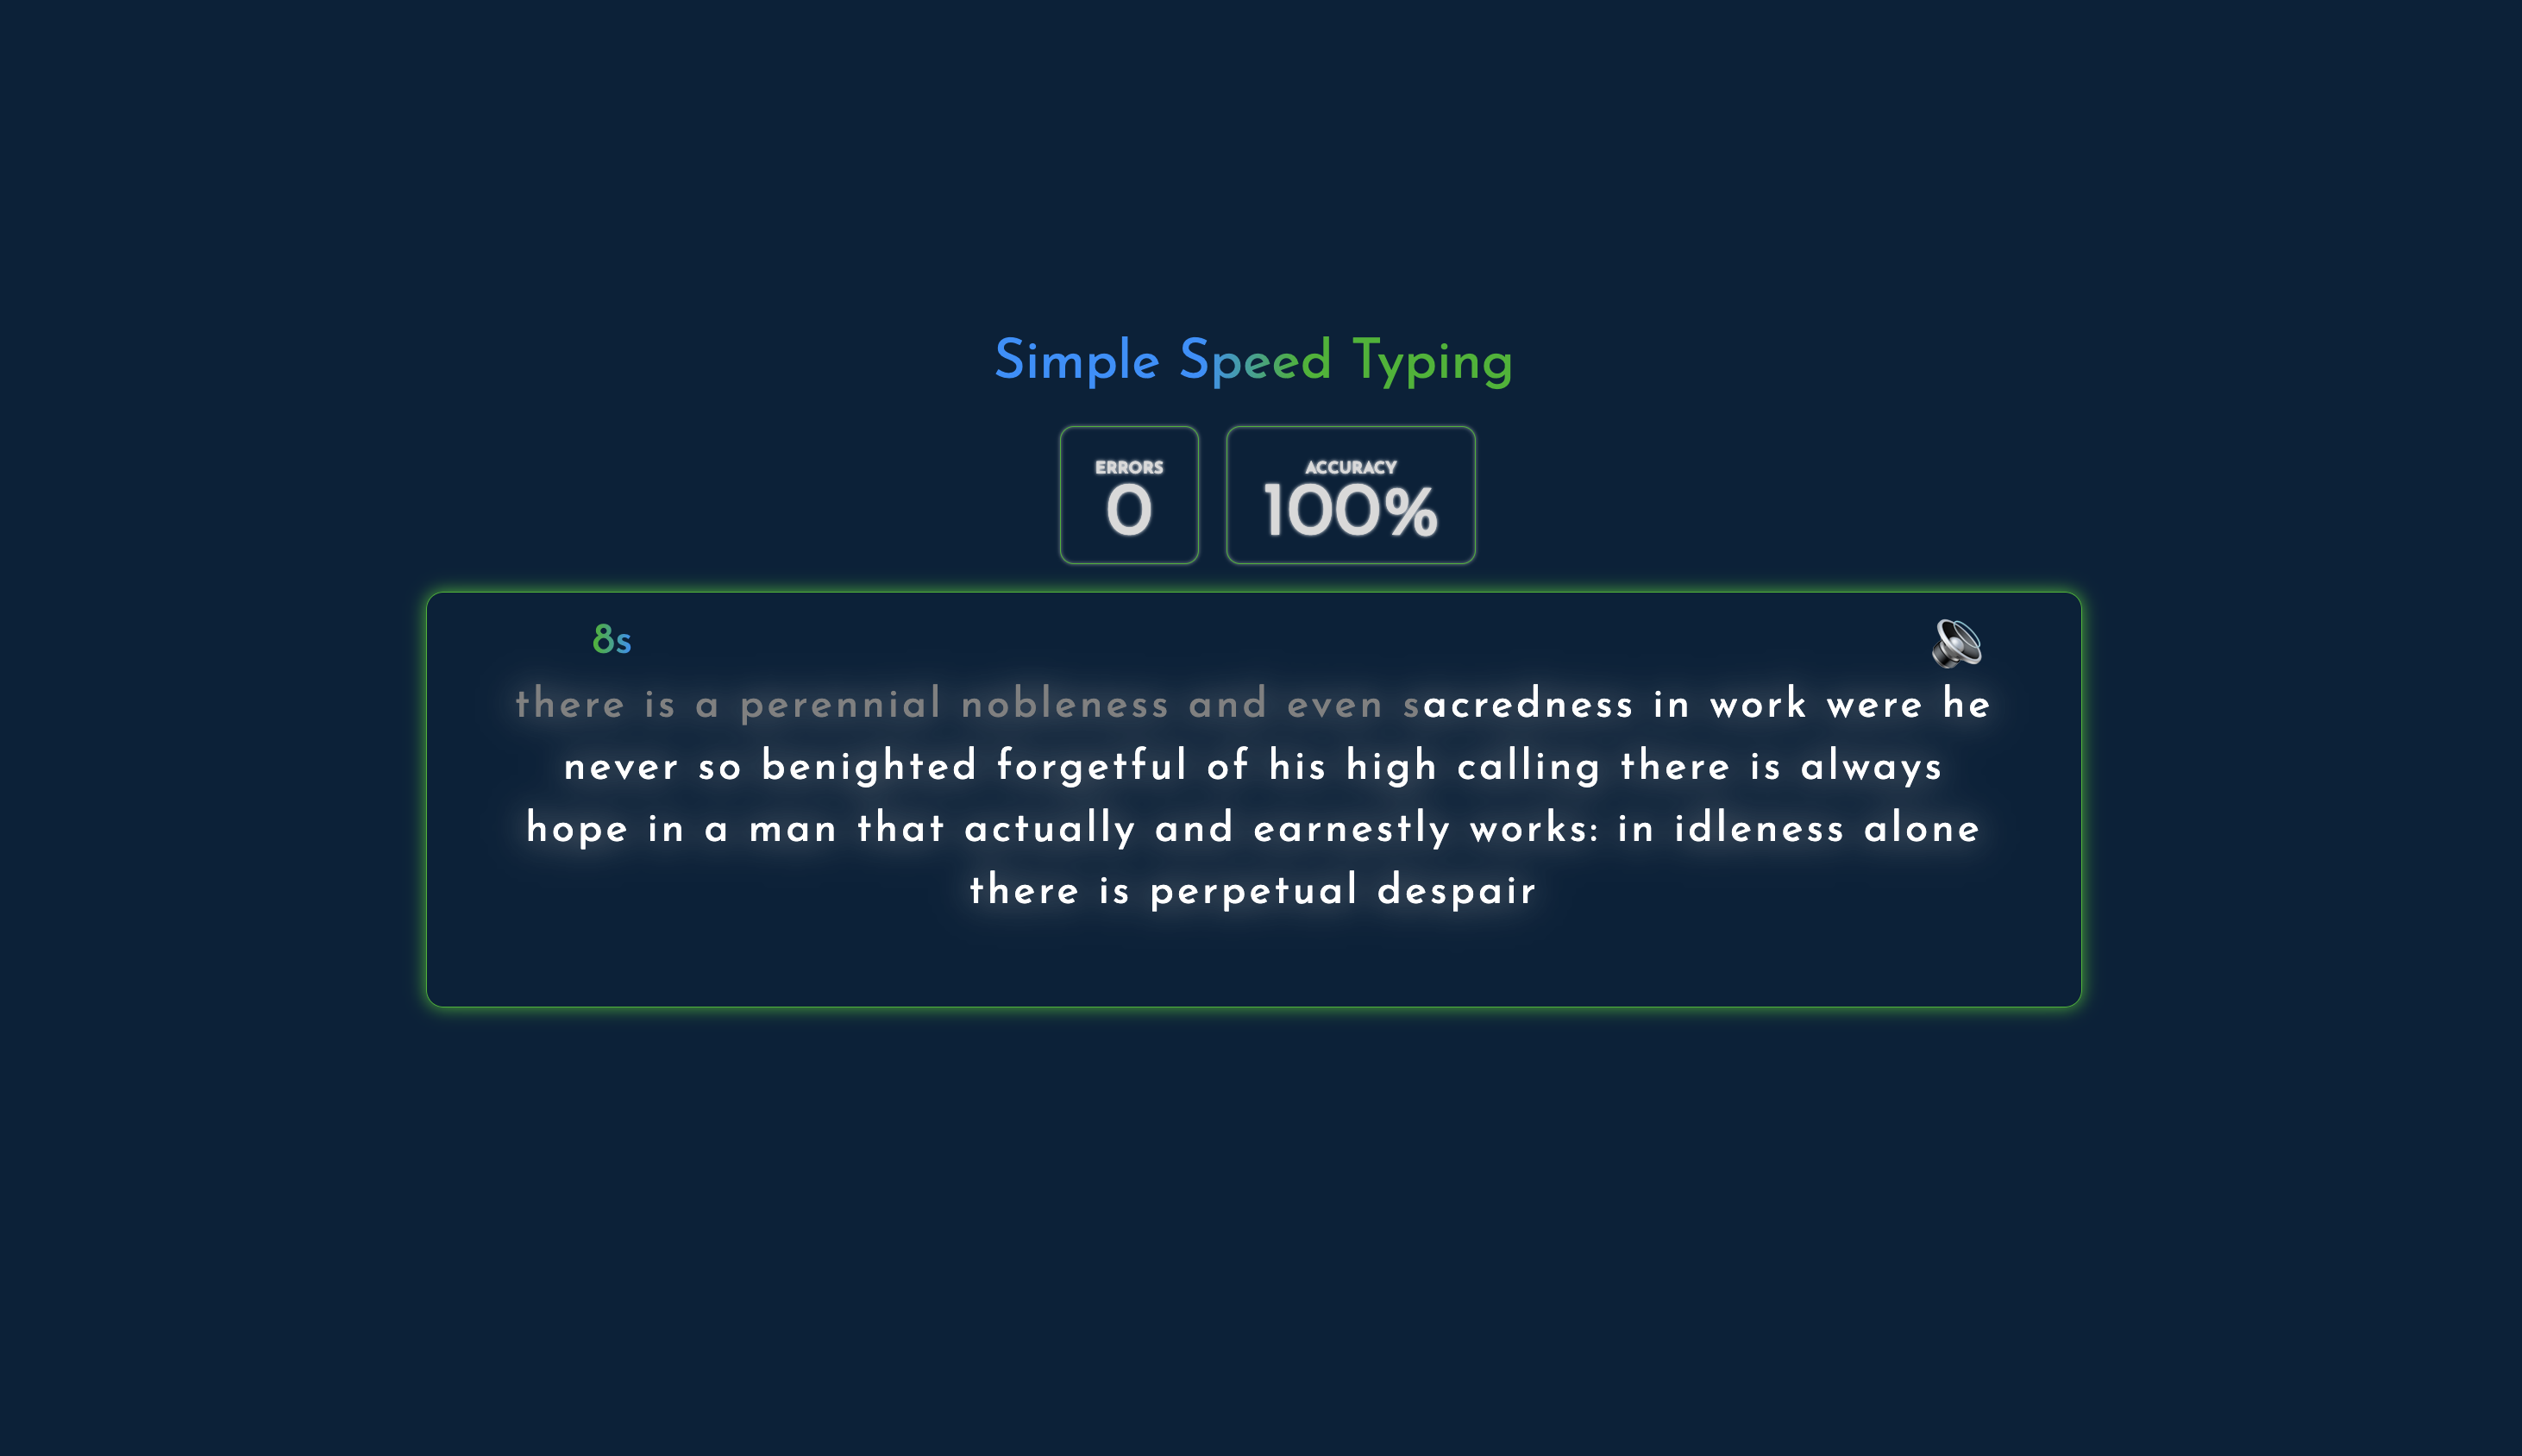 Simple Speed Typing
ERRORS
0
ACCURACY
100%
8s
there is a perennial nobleness and even sacredness in work were he
never so benighted forgetful of his high calling there is always
hope in a man that actually and earnestly works: in idleness alone
there is perpetual despair